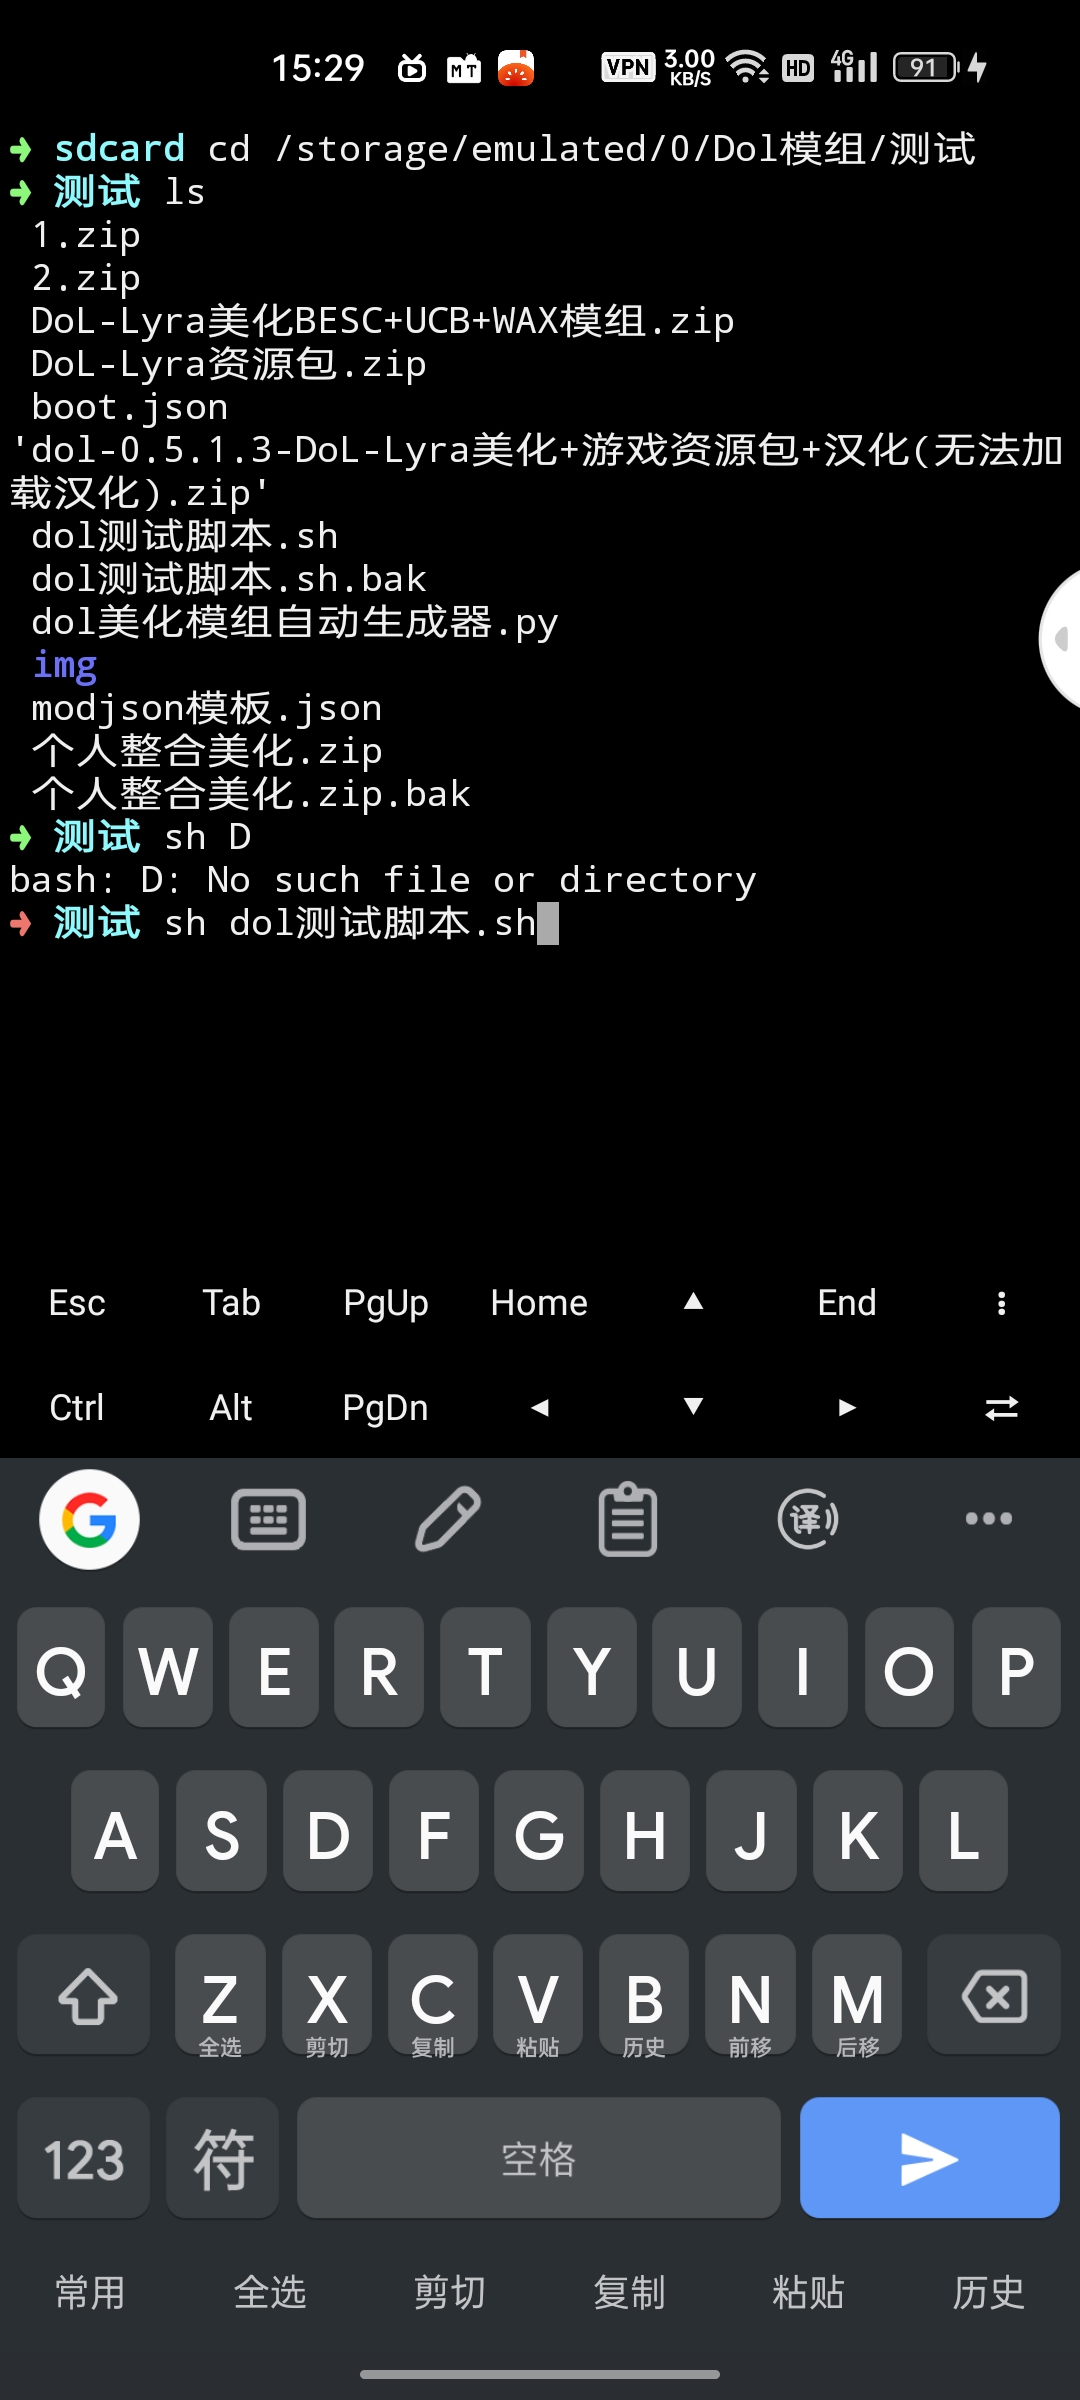 15:29 MT VPN 3.00 KB/S HD 4G 91
➜ sdcard cd /storage/emulated/0/Dol模组/测试
➜ 测试 ls
1.zip
2.zip
DoL-Lyra美化BESC+UCB+WAX模组.zip
DoL-Lyra资源包.zip
boot.json
'dol-0.5.1.3-DoL-Lyra美化+游戏资源包+汉化(无法加
载汉化).zip'
dol测试脚本.sh
dol测试脚本.sh.bak
dol美化模组自动生成器.py
img
modjson模板.json
个人整合美化.zip
个人整合美化.zip.bak
➜ 测试 sh D
bash: D: No such file or directory
➜ 测试 sh dol测试脚本.sh
Esc Tab PgUp Home ▲ End ⋮
Ctrl Alt PgDn ◀ ▼ ▶ ⇄
G 译
Q W E R T Y U I O P
A S D F G H J K L
Z X C V B N M
全选 剪切 复制 粘贴 历史 前移 后移
123 符 空格
常用 全选 剪切 复制 粘贴 历史